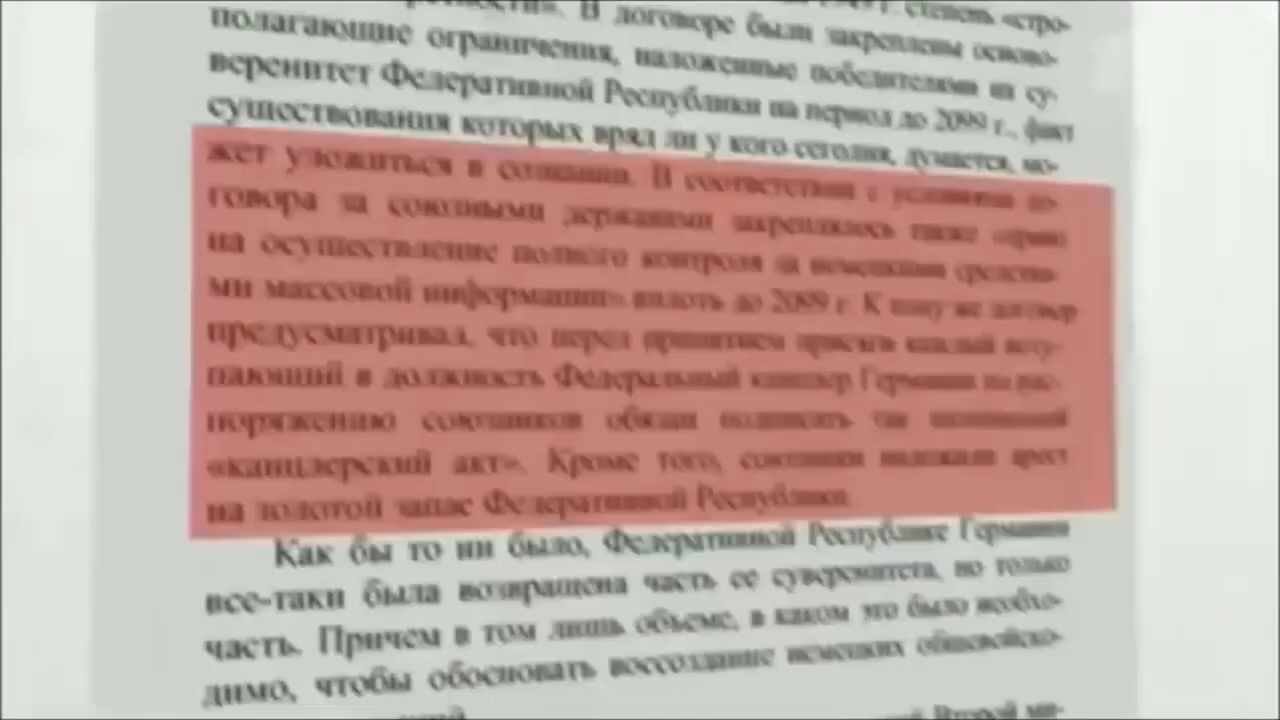 1949 г. степень «стро-
полагающие ограничения, наложенные победителями на су-
веренитет Федеративной Республики на период до 2099 г., факт
существования которых вряд ли у кого сегодня, думается, мо-
жет уложиться в сознании. В соответствии с условиями до-
говора за союзными державами закреплялось также «право
на осуществление полного контроля за немецкими средства-
ми массовой информации» вплоть до 2099 г. К тому же договор
предусматривал, что перед принятием присяги каждый всту-
пающий в должность Федеральный канцлер Германии по рас-
поряжению союзников обязан подписать так называемый
«канцлерский акт». Кроме того, союзники наложили арест
на золотой запас Федеративной Республики.
Как бы то ни было, Федеративной Республике Германии
все-таки была возвращена часть ее суверенитета, но только
часть. Причем в том лишь объеме, в каком это было необхо-
димо, чтобы обосновать воссоздание немецких общевойско-
Второй ми-